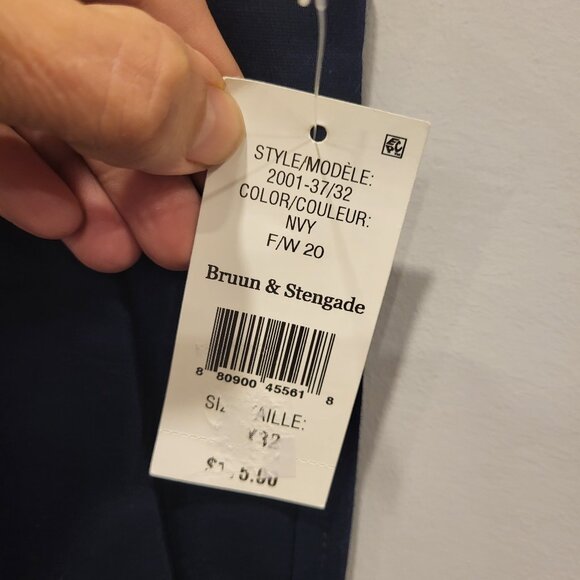 STYLE/MODÈLE:
2001-37/32
COLOR/COULEUR:
NVY
F/W 20
Bruun & Stengade
8 80900 45561 8